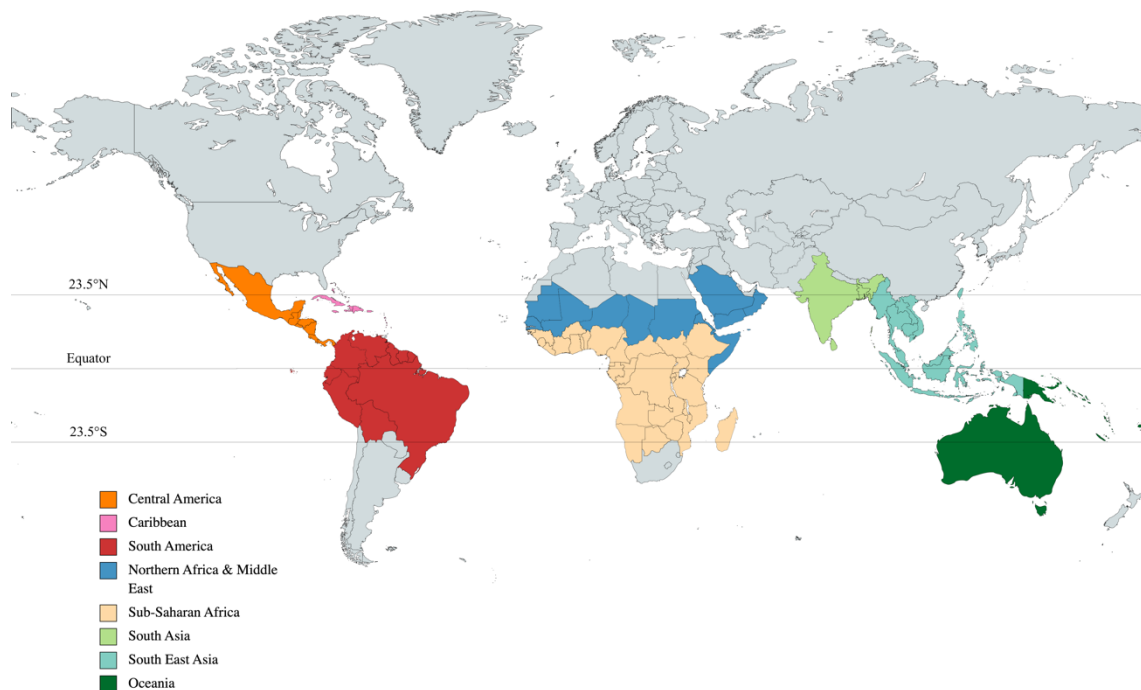 23.5°N
Equator
23.5°S
Central America
Caribbean
South America
Northern Africa & Middle
East
Sub-Saharan Africa
South Asia
South East Asia
Oceania